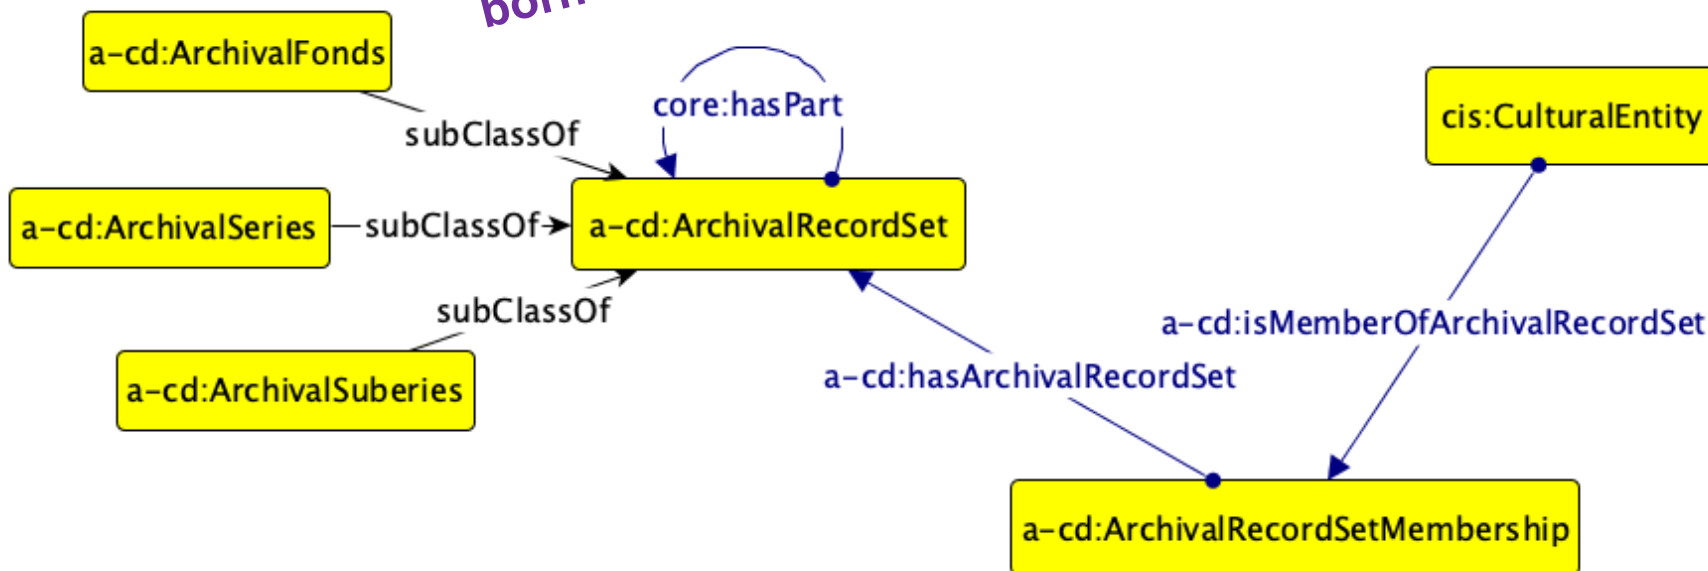 born
a-cd:ArchivalFonds
core:hasPart
cis:CulturalEntity
subClassOf
a-cd:ArchivalSeries
subClassOf
a-cd:ArchivalRecordSet
subClassOf
a-cd:isMemberOfArchivalRecordSet
a-cd:hasArchivalRecordSet
a-cd:ArchivalSuberies
a-cd:ArchivalRecordSetMembership